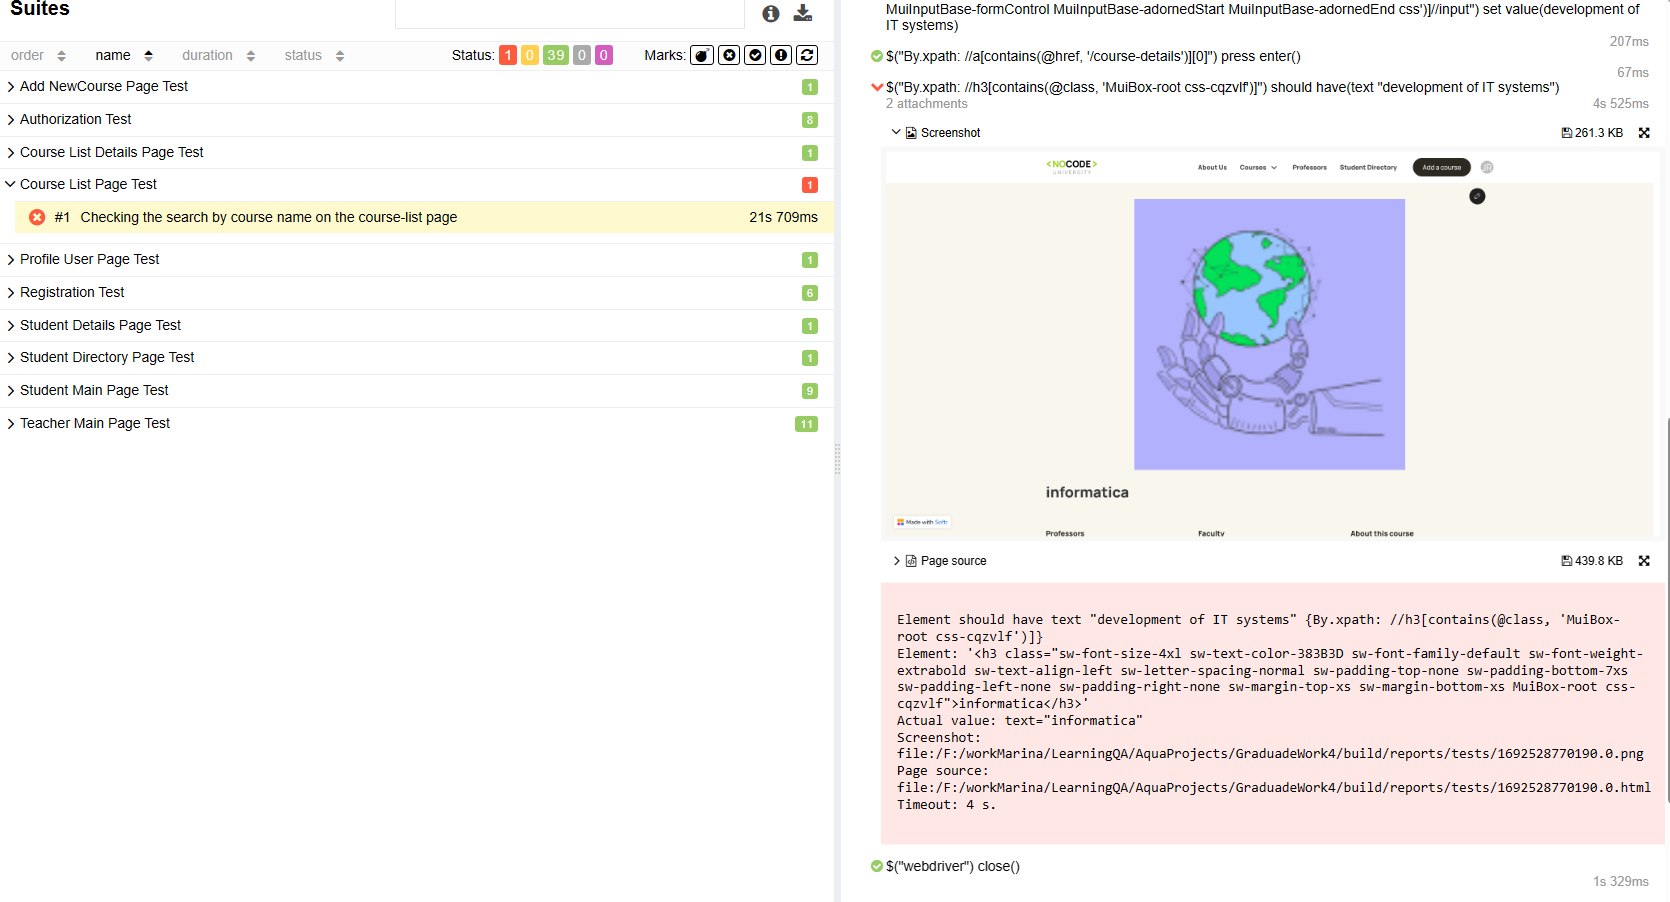 Suites
order name duration status Status: 1 0 39 0 0 Marks:
Add NewCourse Page Test 1
Authorization Test 8
Course List Details Page Test 1
Course List Page Test 1
#1 Checking the search by course name on the course-list page 21s 709ms
Profile User Page Test 1
Registration Test 6
Student Details Page Test 1
Student Directory Page Test 1
Student Main Page Test 9
Teacher Main Page Test 11
MuiInputBase-formControl MuiInputBase-adornedStart MuiInputBase-adornedEnd css')]//input") set value(development of
IT systems)
207ms
$("By.xpath: //a[contains(@href, '/course-details')][0]") press enter()
67ms
$("By.xpath: //h3[contains(@class, 'MuiBox-root css-cqzvlf')]") should have(text "development of IT systems")
2 attachments 4s 525ms
Screenshot 261.3 KB
<NOCODE>
UNIVERSITY
About Us Courses Professors Student Directory Add a course JR
informatica
Made with Softr
Professors Faculty About this course
Page source 439.8 KB
Element should have text "development of IT systems" {By.xpath: //h3[contains(@class, 'MuiBox-
root css-cqzvlf')]}
Element: '<h3 class="sw-font-size-4xl sw-text-color-383B3D sw-font-family-default sw-font-weight-
extrabold sw-text-align-left sw-letter-spacing-normal sw-padding-top-none sw-padding-bottom-7xs
sw-padding-left-none sw-padding-right-none sw-margin-top-xs sw-margin-bottom-xs MuiBox-root css-
cqzvlf">informatica</h3>'
Actual value: text="informatica"
Screenshot:
file:/F:/workMarina/LearningQA/AquaProjects/GraduadeWork4/build/reports/tests/1692528770190.0.png
Page source:
file:/F:/workMarina/LearningQA/AquaProjects/GraduadeWork4/build/reports/tests/1692528770190.0.html
Timeout: 4 s.
$("webdriver") close()
1s 329ms